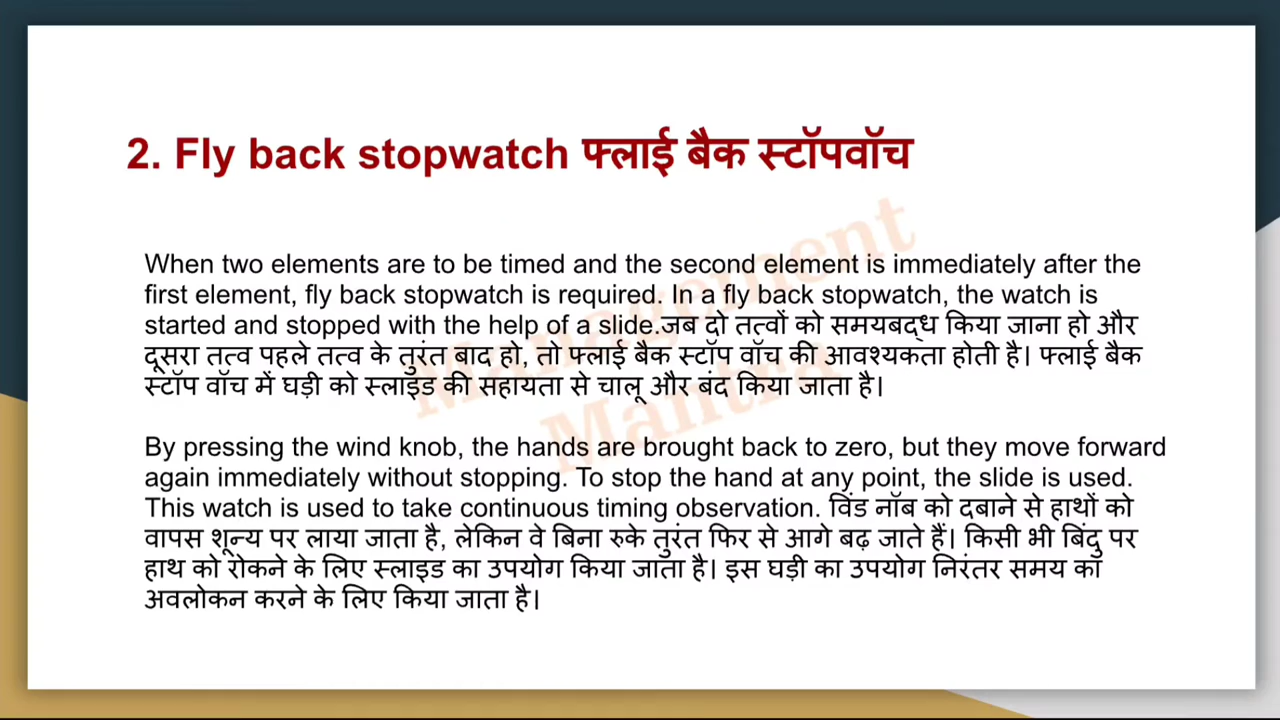 2. Fly back stopwatch फ्लाई बैक स्टॉपवॉच
When two elements are to be timed and the second element is immediately after the
first element, fly back stopwatch is required. In a fly back stopwatch, the watch is
started and stopped with the help of a slide.जब दो तत्वों को समयबद्ध किया जाना हो और
दूसरा तत्व पहले तत्व के तुरंत बाद हो, तो फ्लाई बैक स्टॉप वॉच की आवश्यकता होती है। फ्लाई बैक
स्टॉप वॉच में घड़ी को स्लाइड की सहायता से चालू और बंद किया जाता है।
By pressing the wind knob, the hands are brought back to zero, but they move forward
again immediately without stopping. To stop the hand at any point, the slide is used.
This watch is used to take continuous timing observation. विंड नॉब को दबाने से हाथों को
वापस शून्य पर लाया जाता है, लेकिन वे बिना रुके तुरंत फिर से आगे बढ़ जाते हैं। किसी भी बिंदु पर
हाथ को रोकने के लिए स्लाइड का उपयोग किया जाता है। इस घड़ी का उपयोग निरंतर समय का
अवलोकन करने के लिए किया जाता है।
Management
Mantra